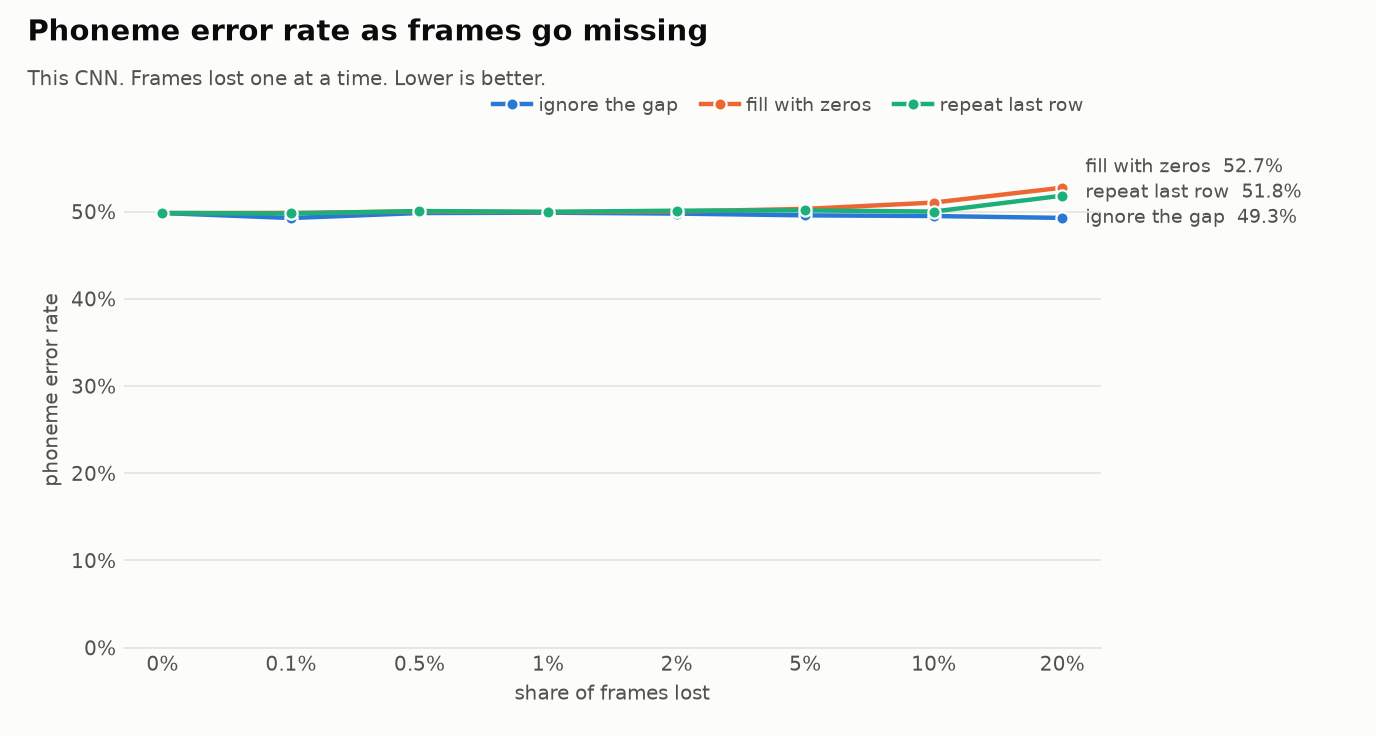 Phoneme error rate as frames go missing
This CNN. Frames lost one at a time. Lower is better.
ignore the gap fill with zeros repeat last row
fill with zeros 52.7%
repeat last row 51.8%
ignore the gap 49.3%
50%
40%
30%
20%
10%
0%
phoneme error rate
0% 0.1% 0.5% 1% 2% 5% 10% 20%
share of frames lost